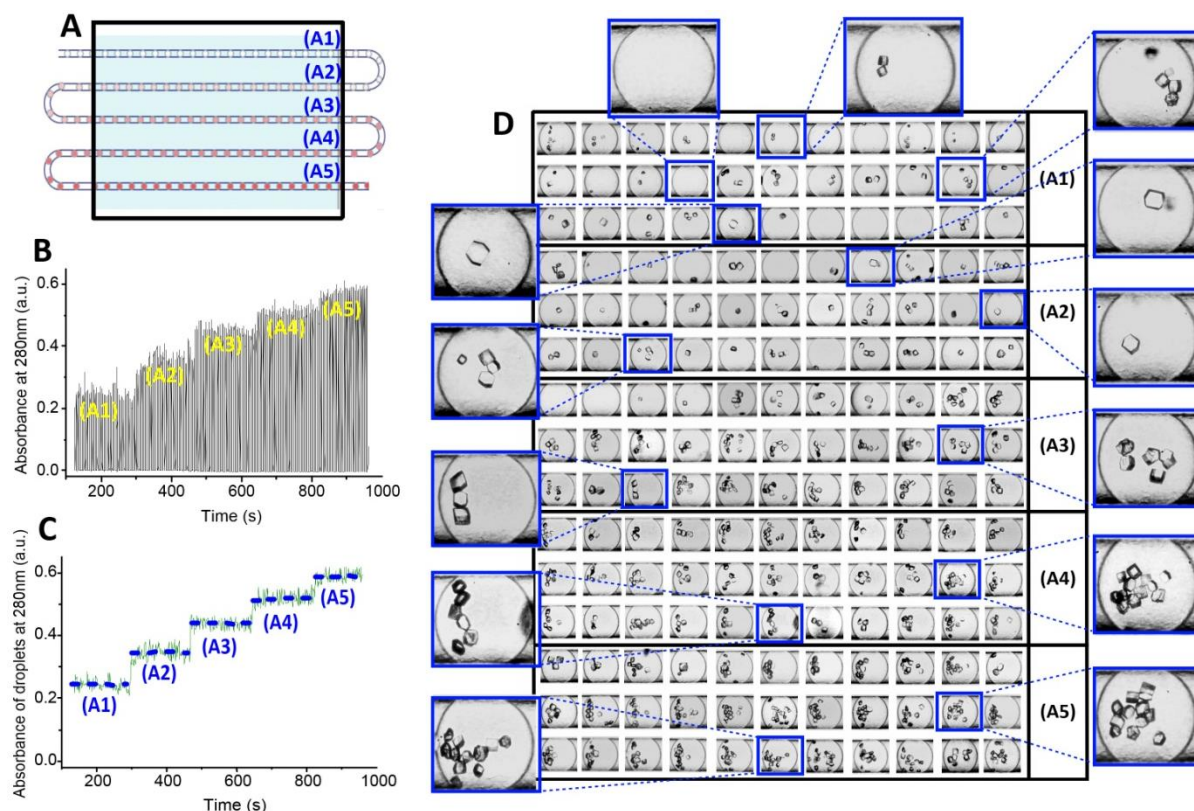 A
(A1)
(A2)
(A3)
(A4)
(A5)
B
Absorbance at 280nm (a.u.)
0.6
0.4
0.2
0.0
(A1)
(A2)
(A3)
(A4)
(A5)
200
400
600
800
1000
Time (s)
C
Absorbance of droplets at 280nm (a.u.)
0.6
0.4
0.2
0.0
(A1)
(A2)
(A3)
(A4)
(A5)
200
400
600
800
1000
Time (s)
D
(A1)
(A2)
(A3)
(A4)
(A5)